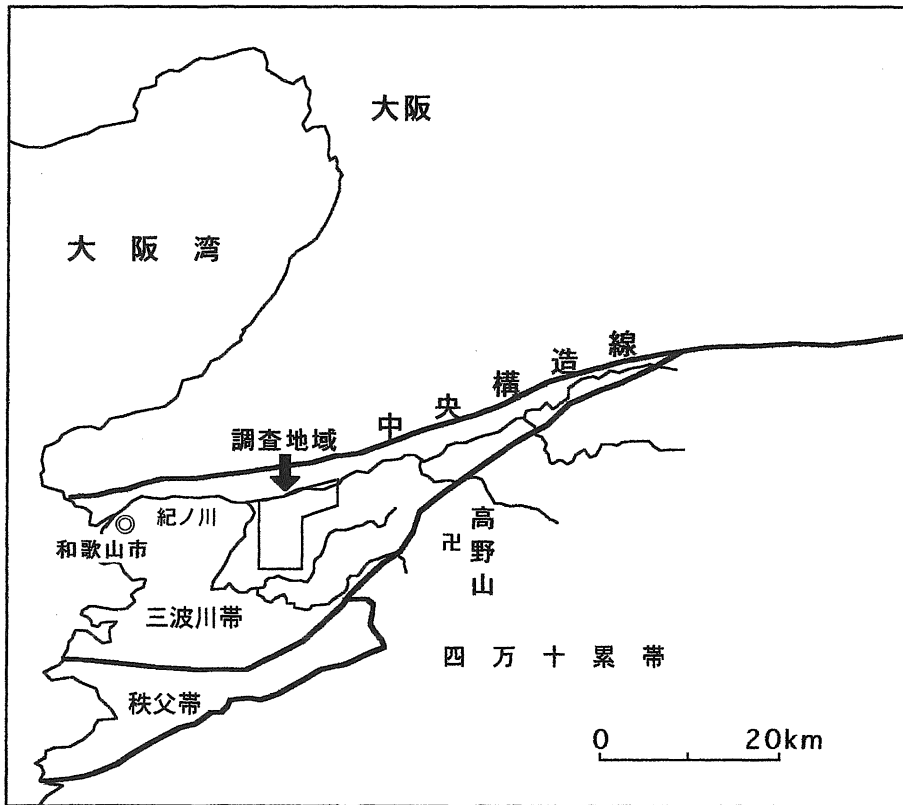 大阪
大阪湾
中央構造線
調査地域
紀ノ川
和歌山市
卍
高野山
三波川帯
四万十累帯
秩父帯
0 20km